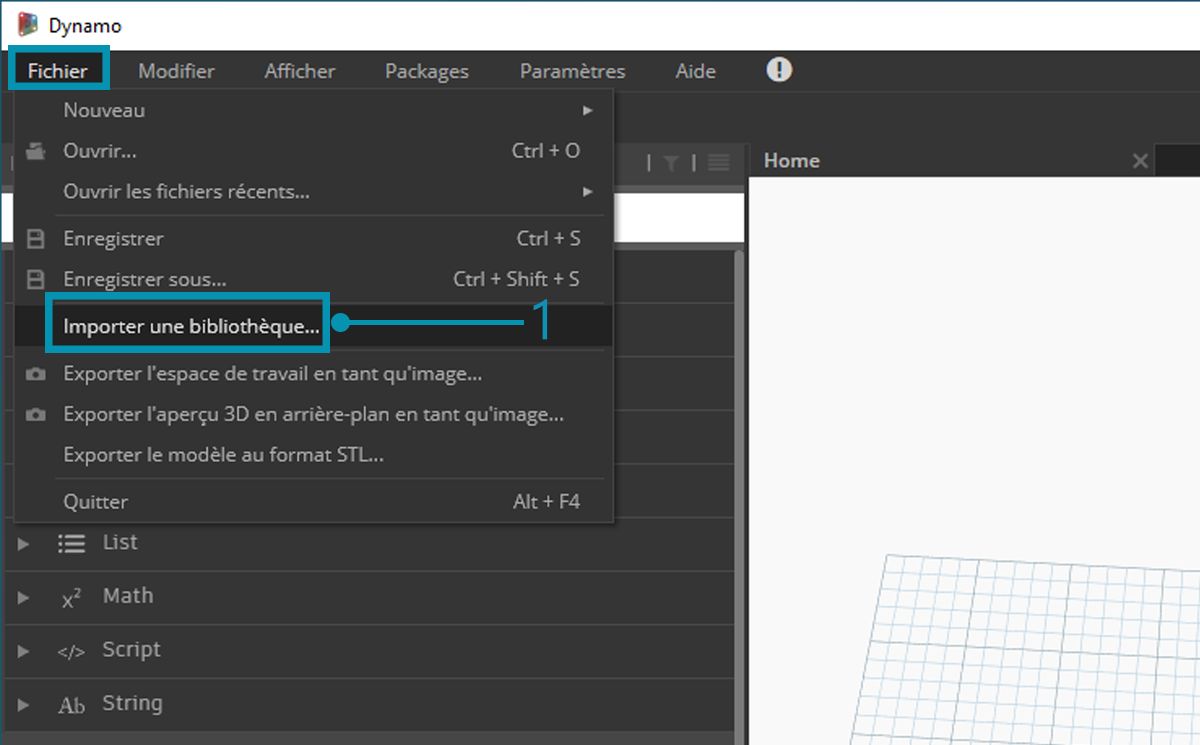 Dynamo
Fichier Modifier Afficher Packages Paramètres Aide
Nouveau
Ouvrir... Ctrl + O
Ouvrir les fichiers récents...
Home
Enregistrer Ctrl + S
Enregistrer sous... Ctrl + Shift + S
Importer une bibliothèque... 1
Exporter l'espace de travail en tant qu'image...
Exporter l'aperçu 3D en arrière-plan en tant qu'image...
Exporter le modèle au format STL...
Quitter Alt + F4
List
x² Math
</> Script
Ab String